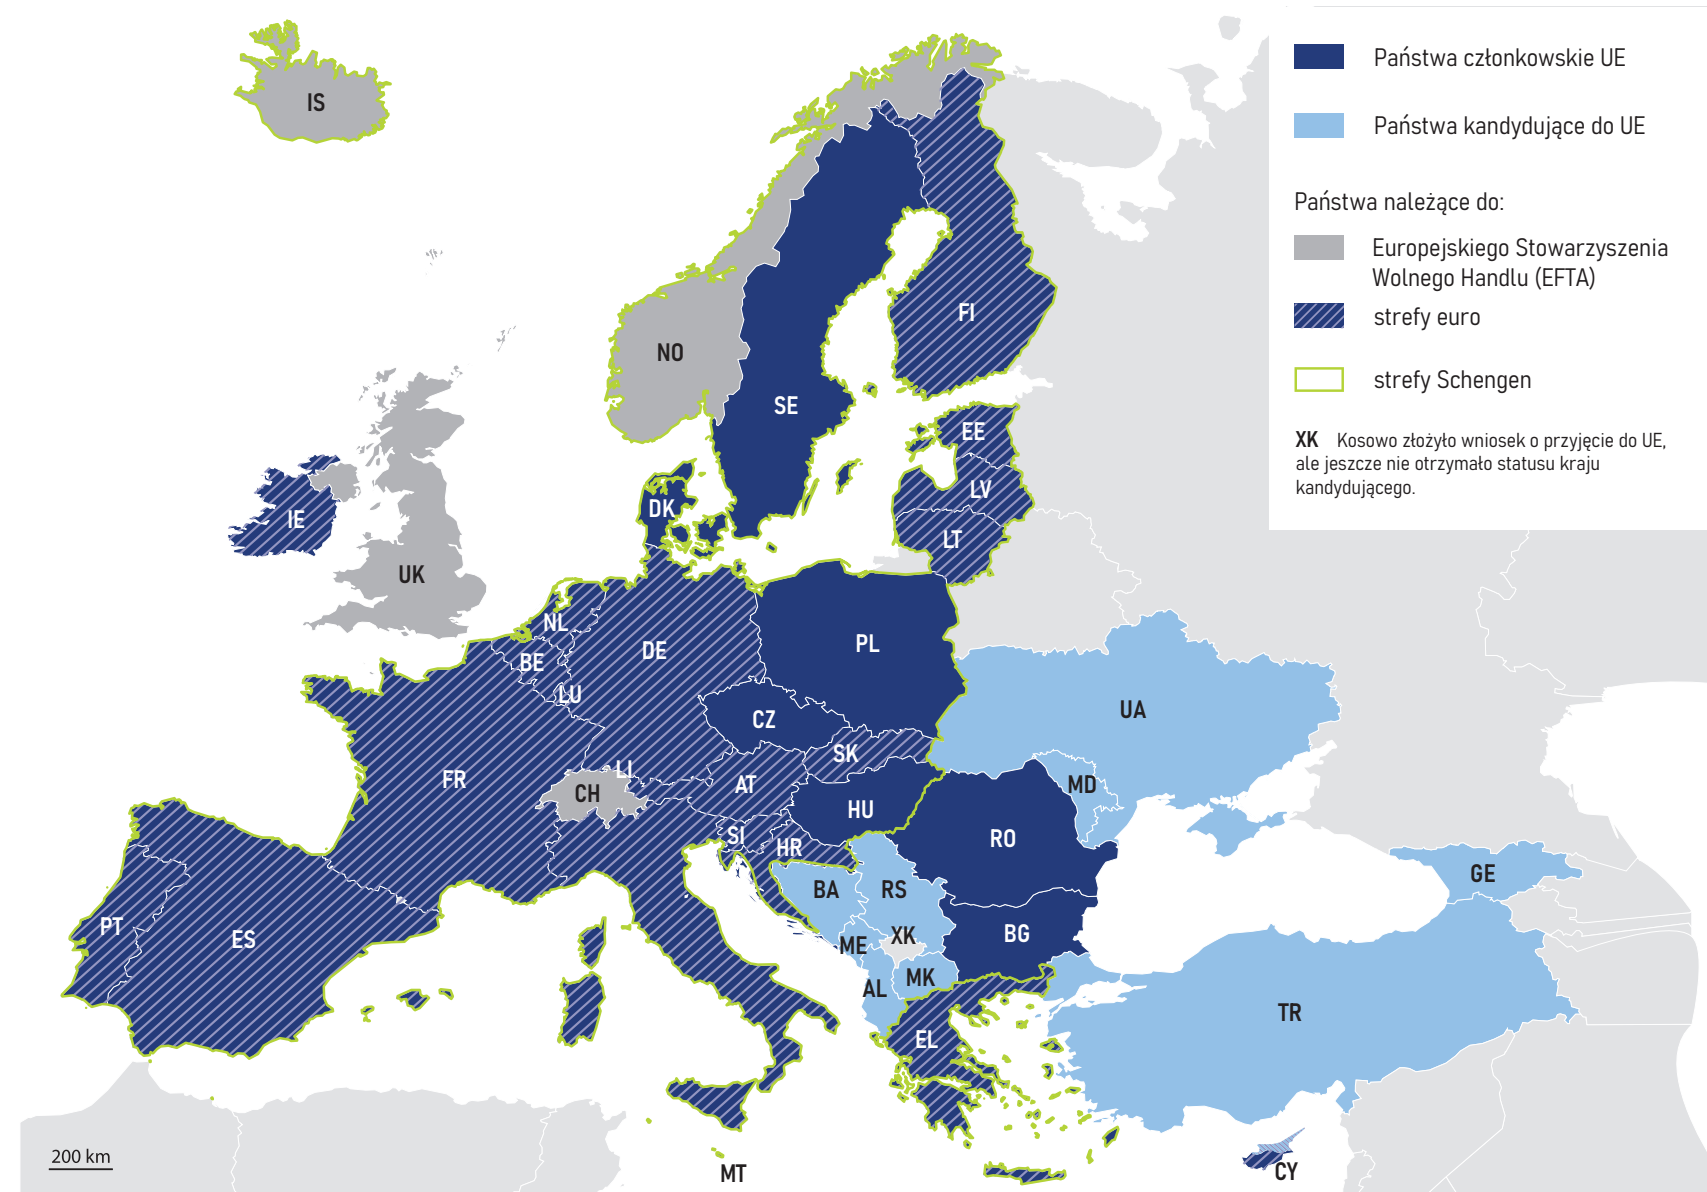 Państwa członkowskie UE
Państwa kandydujące do UE
Państwa należące do:
Europejskiego Stowarzyszenia
Wolnego Handlu (EFTA)
strefy euro
strefy Schengen
XK Kosowo złożyło wniosek o przyjęcie do UE,
ale jeszcze nie otrzymało statusu kraju
kandydującego.
IS
FI
NO
SE
EE
LV
DK
IE
LT
UK
NL
PL
DE
BE
LU
UA
CZ
SK
LI
FR
AT
MD
CH
HU
SI
RO
HR
GE
BA
RS
PT
ES
XK
BG
ME
MK
AL
TR
EL
200 km
MT
CY